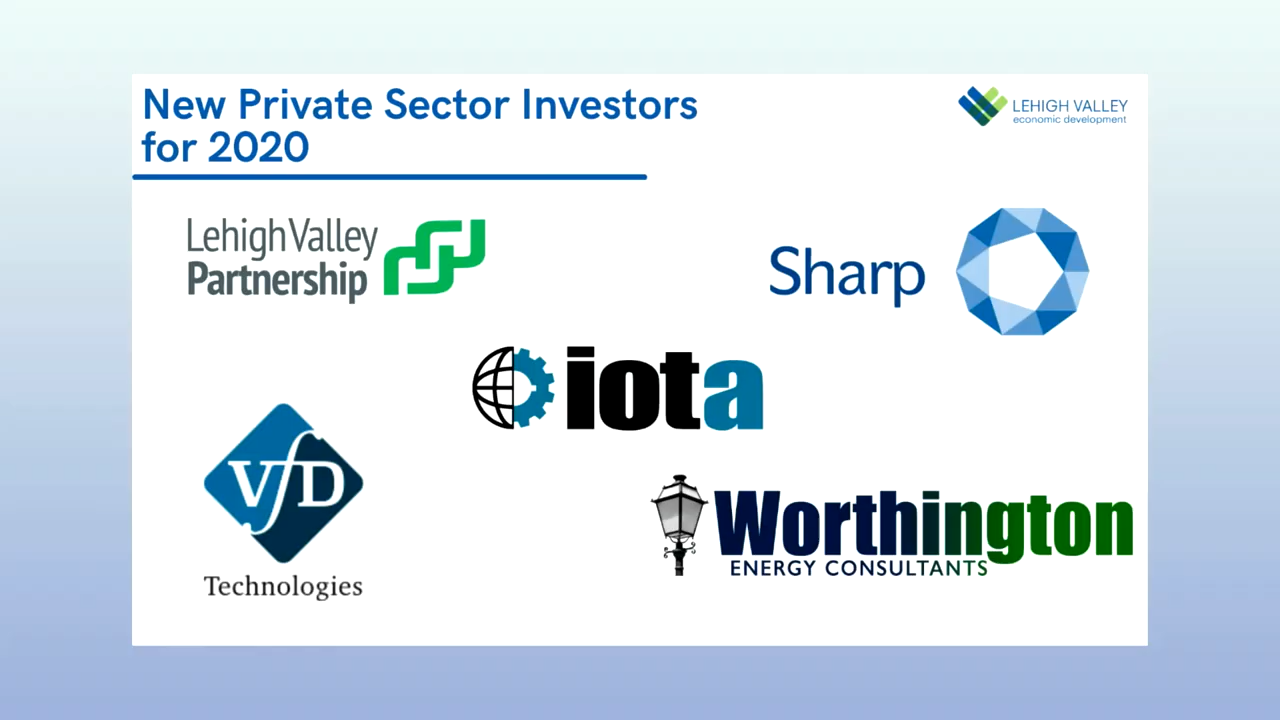 New Private Sector Investors
for 2020
LEHIGH VALLEY
economic development
Lehigh Valley
Partnership
Sharp
iota
VfD
Technologies
Worthington
ENERGY CONSULTANTS